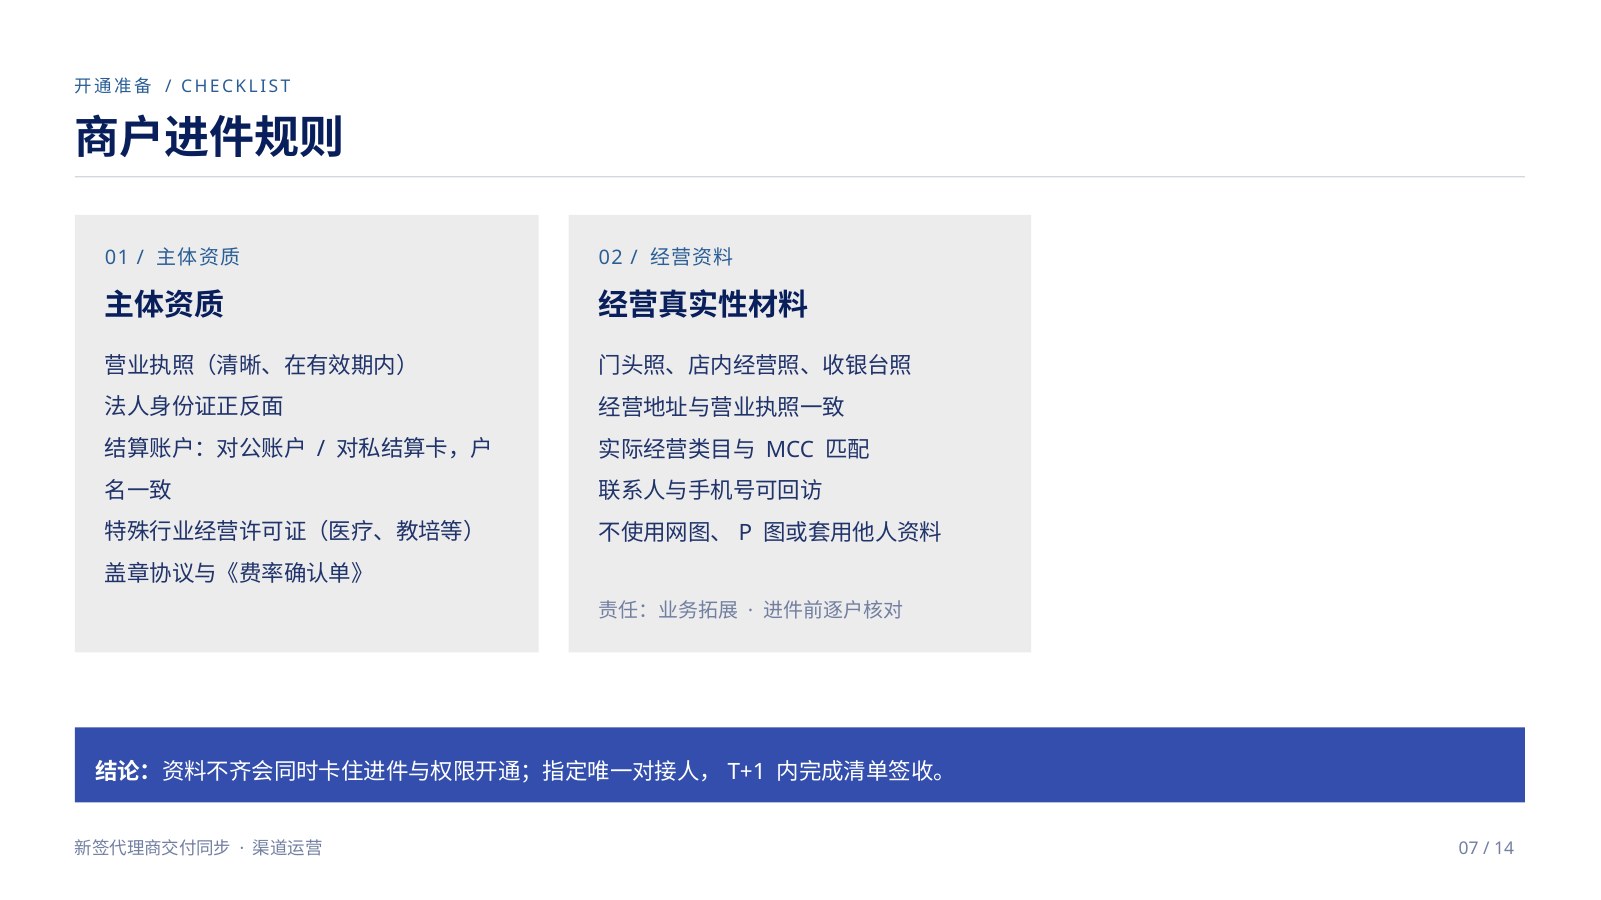 开通准备 / CHECKLIST
商户进件规则
01 / 主体资质
主体资质
营业执照（清晰、在有效期内）
法人身份证正反面
结算账户：对公账户 / 对私结算卡，户
名一致
特殊行业经营许可证（医疗、教培等）
盖章协议与《费率确认单》
02 / 经营资料
经营真实性材料
门头照、店内经营照、收银台照
经营地址与营业执照一致
实际经营类目与 MCC 匹配
联系人与手机号可回访
不使用网图、 P 图或套用他人资料
责任：业务拓展 · 进件前逐户核对
结论：资料不齐会同时卡住进件与权限开通；指定唯一对接人， T+1 内完成清单签收。
新签代理商交付同步 · 渠道运营
07 / 14